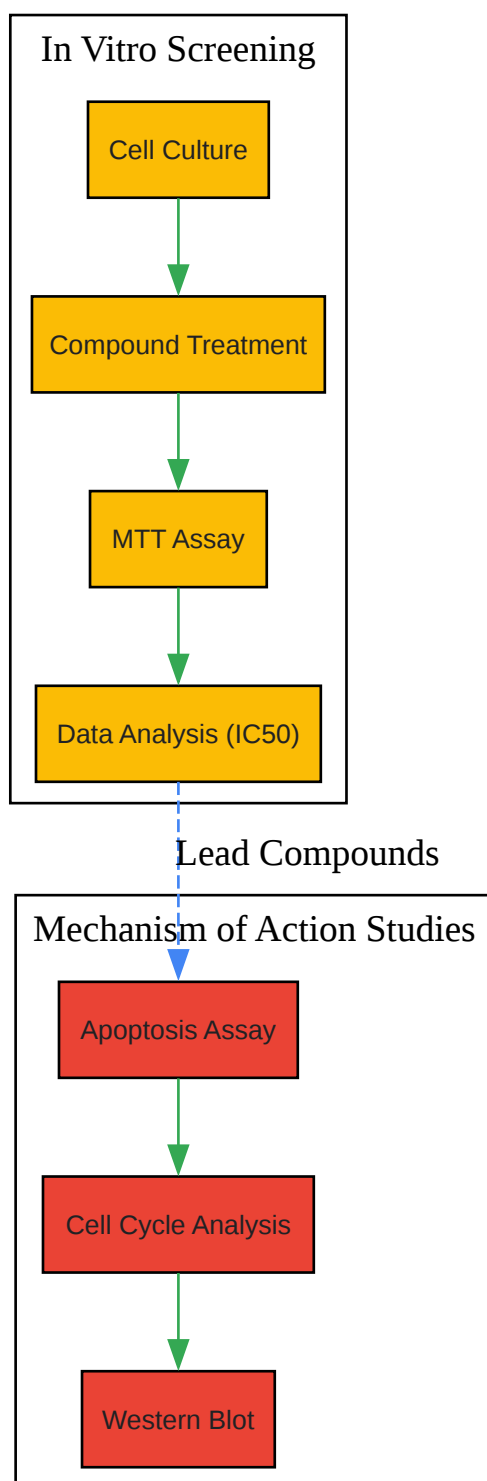 In Vitro Screening
Cell Culture
Compound Treatment
MTT Assay
Data Analysis (IC50)
Lead Compounds
Mechanism of Action Studies
Apoptosis Assay
Cell Cycle Analysis
Western Blot